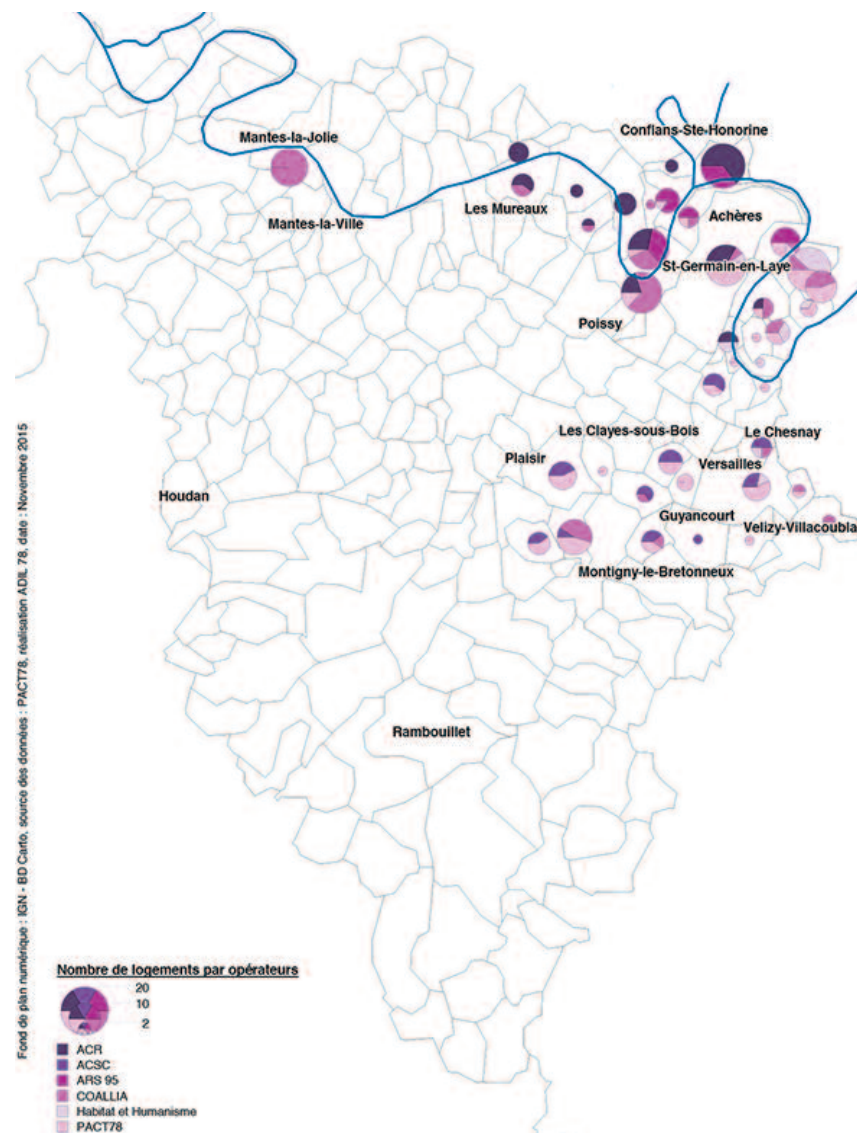 Conflans-Ste-Honorine
Mantes-la-Jolie
Les Mureaux
Achères
Mantes-la-Ville
St-Germain-en-Laye
Poissy
Les Clayes-sous-Bois
Le Chesnay
Plaisir
Versailles
Houdan
Guyancourt
Velizy-Villacoubla
Montigny-le-Bretonneux
Rambouillet
Fond de plan numérique : IGN - BD Carto, source des données : PACT78, réalisation ADIL 78, date : Novembre 2015
Nombre de logements par opérateurs
20
10
2
ACR
ACSC
ARS 95
COALLIA
Habitat et Humanisme
PACT78